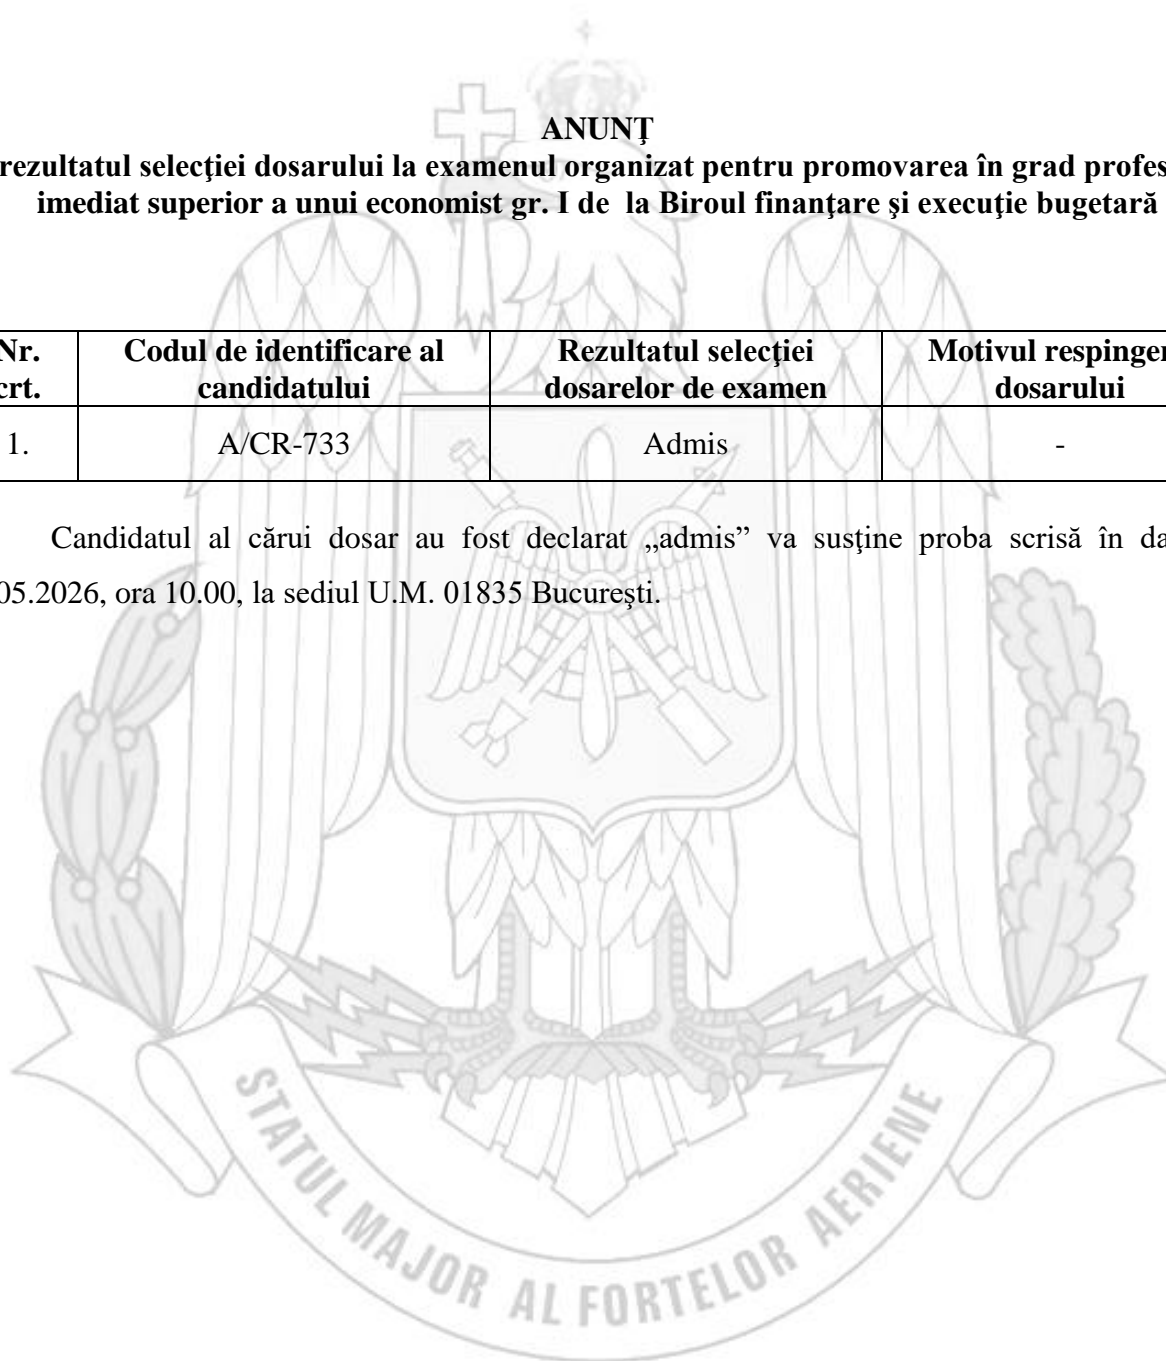 ANUNŢ
rezultatul selecţiei dosarului la examenul organizat pentru promovarea în grad profes
imediat superior a unui economist gr. I de la Biroul finanţare şi execuţie bugetară
Nr. crt.
Codul de identificare al candidatului
Rezultatul selecţiei dosarelor de examen
Motivul respinger dosarului
1. A/CR-733 Admis -
Candidatul al cărui dosar au fost declarat „admis” va susţine proba scrisă în da
05.2026, ora 10.00, la sediul U.M. 01835 Bucureşti.
STATUL MAJOR AL FORTELOR AERIENE